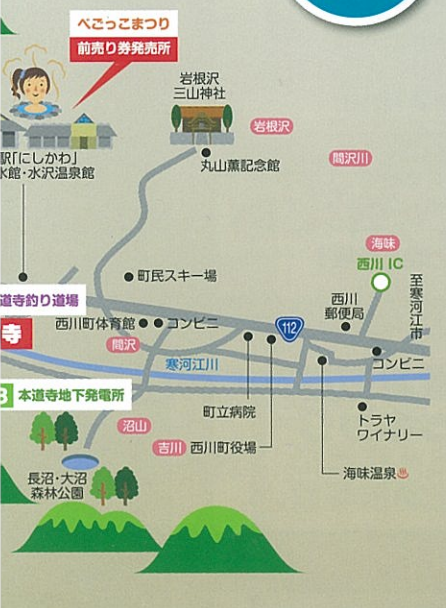 べごっこまつり
前売り券発売所
岩根沢
三山神社
岩根沢
丸山薫記念館
間沢川
駅「にしかわ」
水館・水沢温泉館
海味
西川IC
至寒河江市
町民スキー場
道寺釣り道場
西川町体育館
コンビニ
112
西川
郵便局
寺
間沢
寒河江川
コンビニ
3 本道寺地下発電所
町立病院
トラヤ
ワイナリー
沼山
吉川
西川町役場
海味温泉♨
長沼・大沼
森林公園